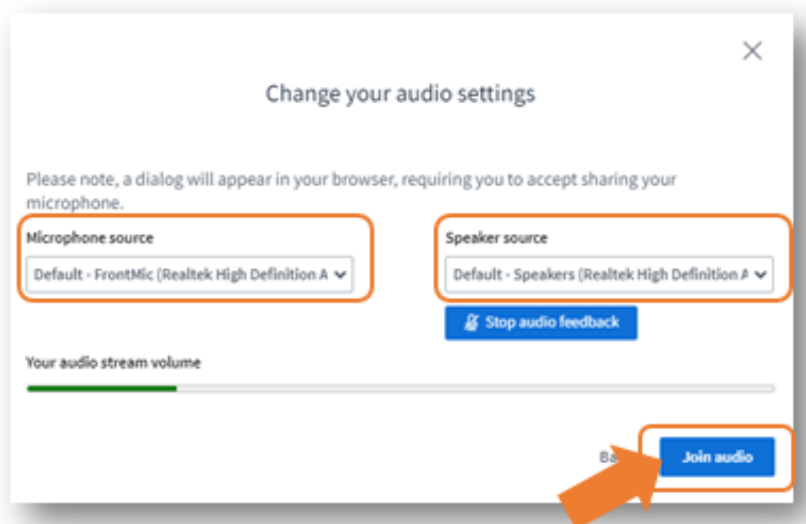 Change your audio settings
Please note, a dialog will appear in your browser, requiring you to accept sharing your
microphone.
Microphone source
Speaker source
Default - FrontMic (Realtek High Definition A
Default - Speakers (Realtek High Definition A
Stop audio feedback
Your audio stream volume
Join audio